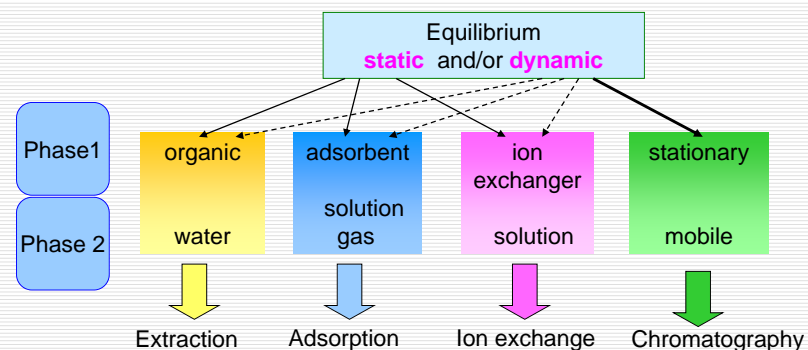 Equilibrium
static and/or dynamic
Phase1
organic
adsorbent
ion
exchanger
stationary
Phase 2
water
solution
gas
solution
mobile
Extraction
Adsorption
Ion exchange
Chromatography